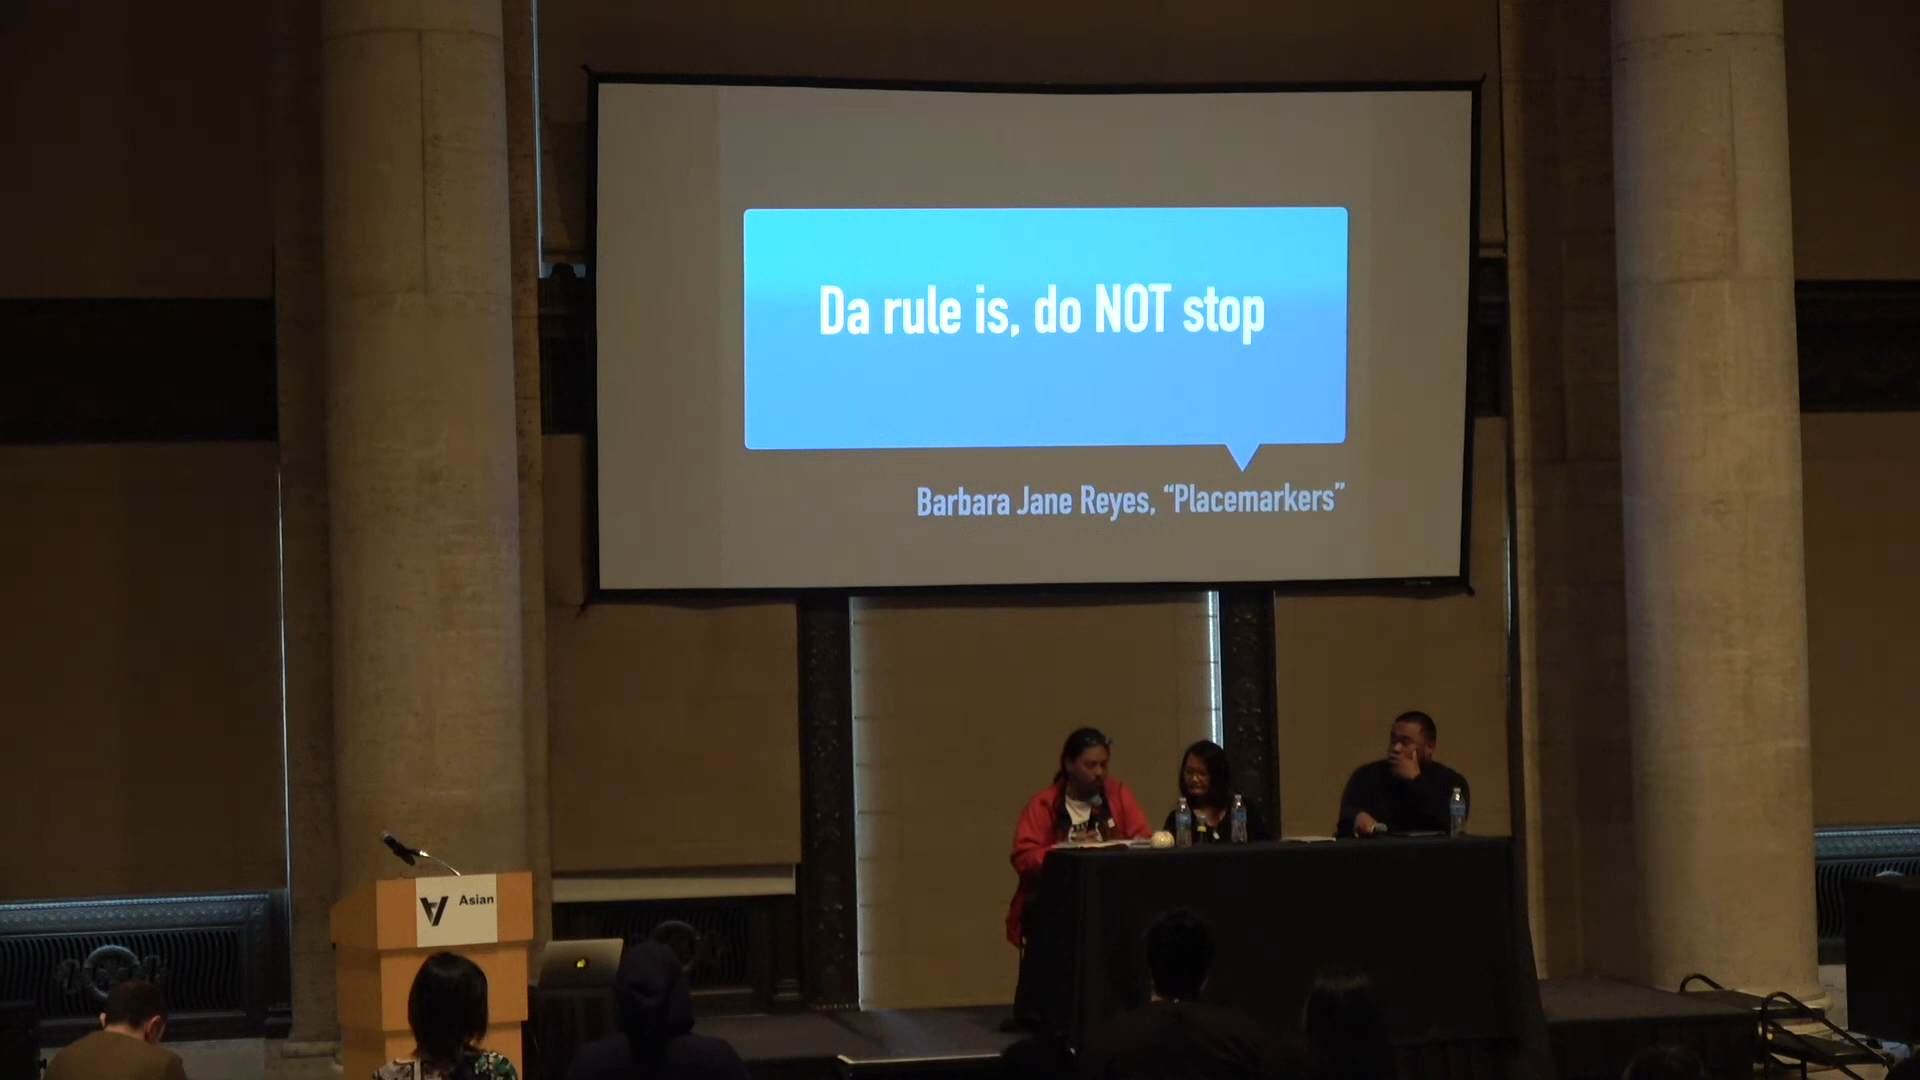 Da rule is, do NOT stop
Barbara Jane Reyes, “Placemarkers”
Asian